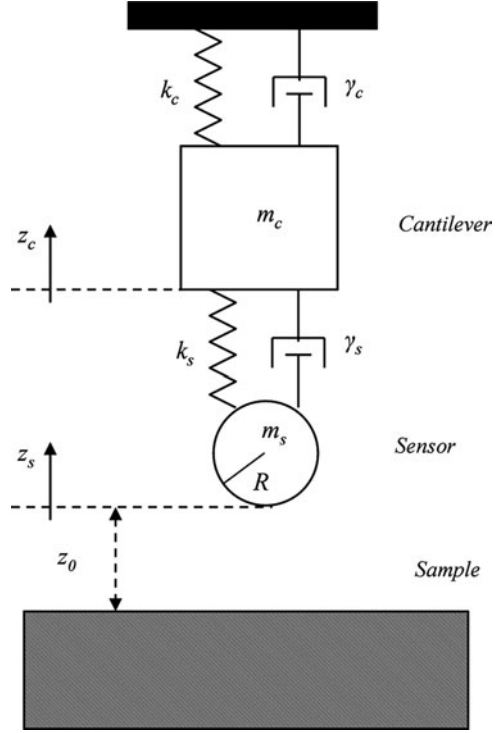 k_c γ_c
m_c
Cantilever
z_c
k_s γ_s
m_s
Sensor
z_s
R
z_0
Sample